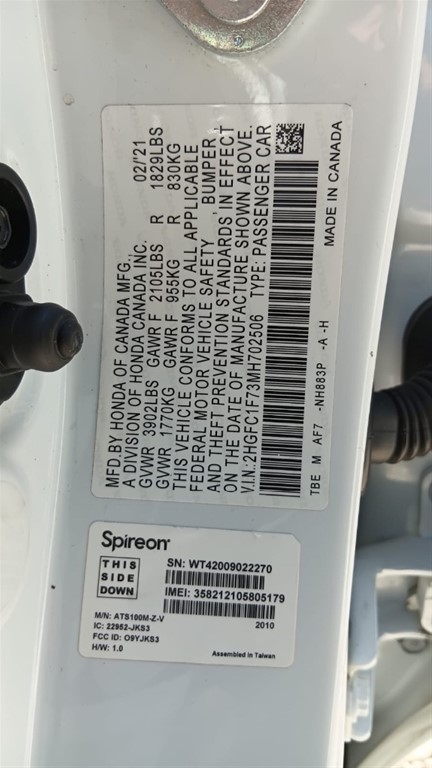 MFD.BY HONDA OF CANADA MFG.,
A DIVISION OF HONDA CANADA INC. 02/'21
GVWR 3902LBS GAWR F 2105LBS R 1829LBS
GVWR 1770KG GAWR F 955KG R 830KG
THIS VEHICLE CONFORMS TO ALL APPLICABLE
FEDERAL MOTOR VEHICLE SAFETY , BUMPER ,
AND THEFT PREVENTION STANDARDS IN EFFECT
ON THE DATE OF MANUFACTURE SHOWN ABOVE.
V.I.N.:2HGFC1F73MH702506 TYPE: PASSENGER CAR
TBE M AF7 -NH883P -A -H
MADE IN CANADA
Spireon
THIS
SIDE
DOWN
SN: WT42009022270
IMEI: 358212105805179
M/N: ATS100M-Z-V 2010
IC: 22952-JKS3
FCC ID: O9YJKS3
H/W: 1.0
Assembled in Taiwan